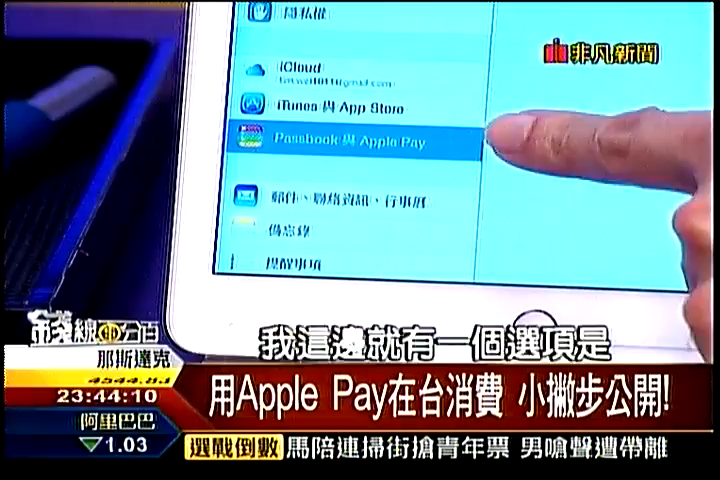 隱私權
非凡新聞
iCloud
iTunes 與 App Store
Passbook 與 Apple Pay
郵件、聯絡資訊、行事曆
備忘錄
提醒事項
錢線百分百
我這邊就有一個選項是
那斯達克
23:44:10
用Apple Pay在台消費 小撇步公開!
阿里巴巴
▼1.03
選戰倒數 馬陪連掃街搶青年票 男嗆聲遭帶離